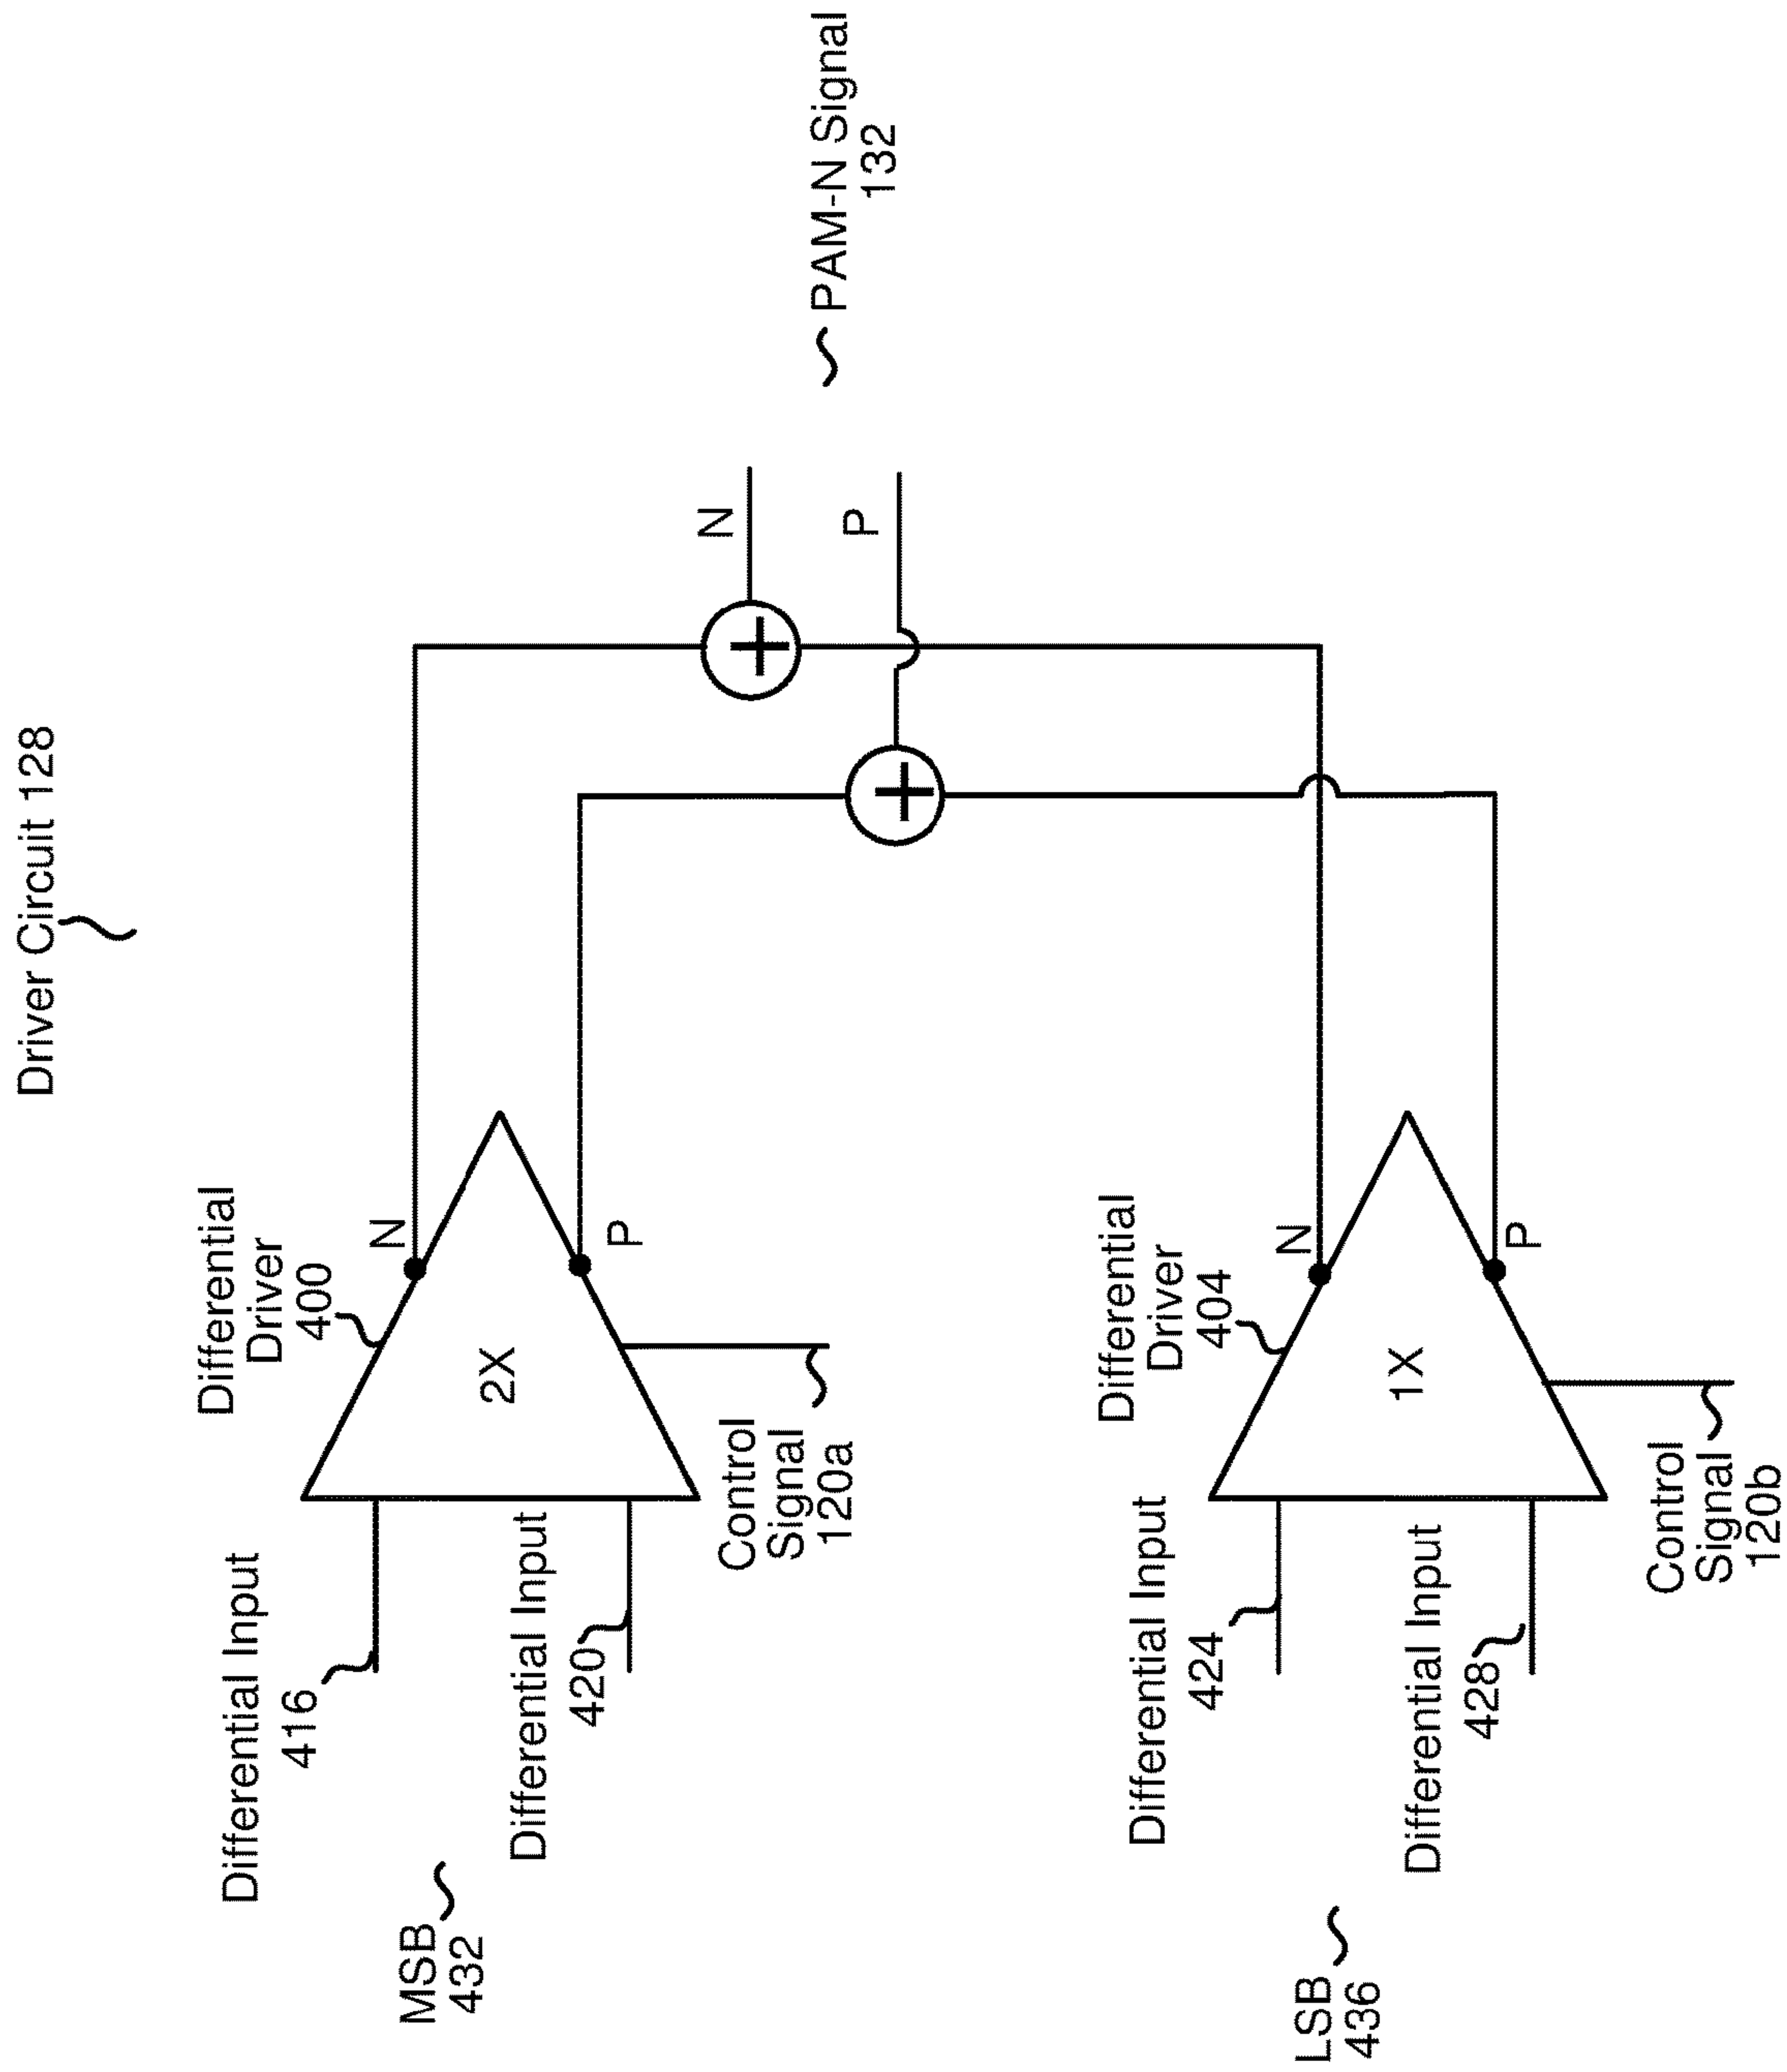 Driver Circuit 128
Differential
Driver
400
N
P
2X
Differential Input
416
Differential Input
420
MSB
432
Control
Signal
120a
N
P
PAM-N Signal
132
Differential
Driver
404
N
P
1X
Differential Input
424
Differential Input
428
LSB
436
Control
Signal
120b